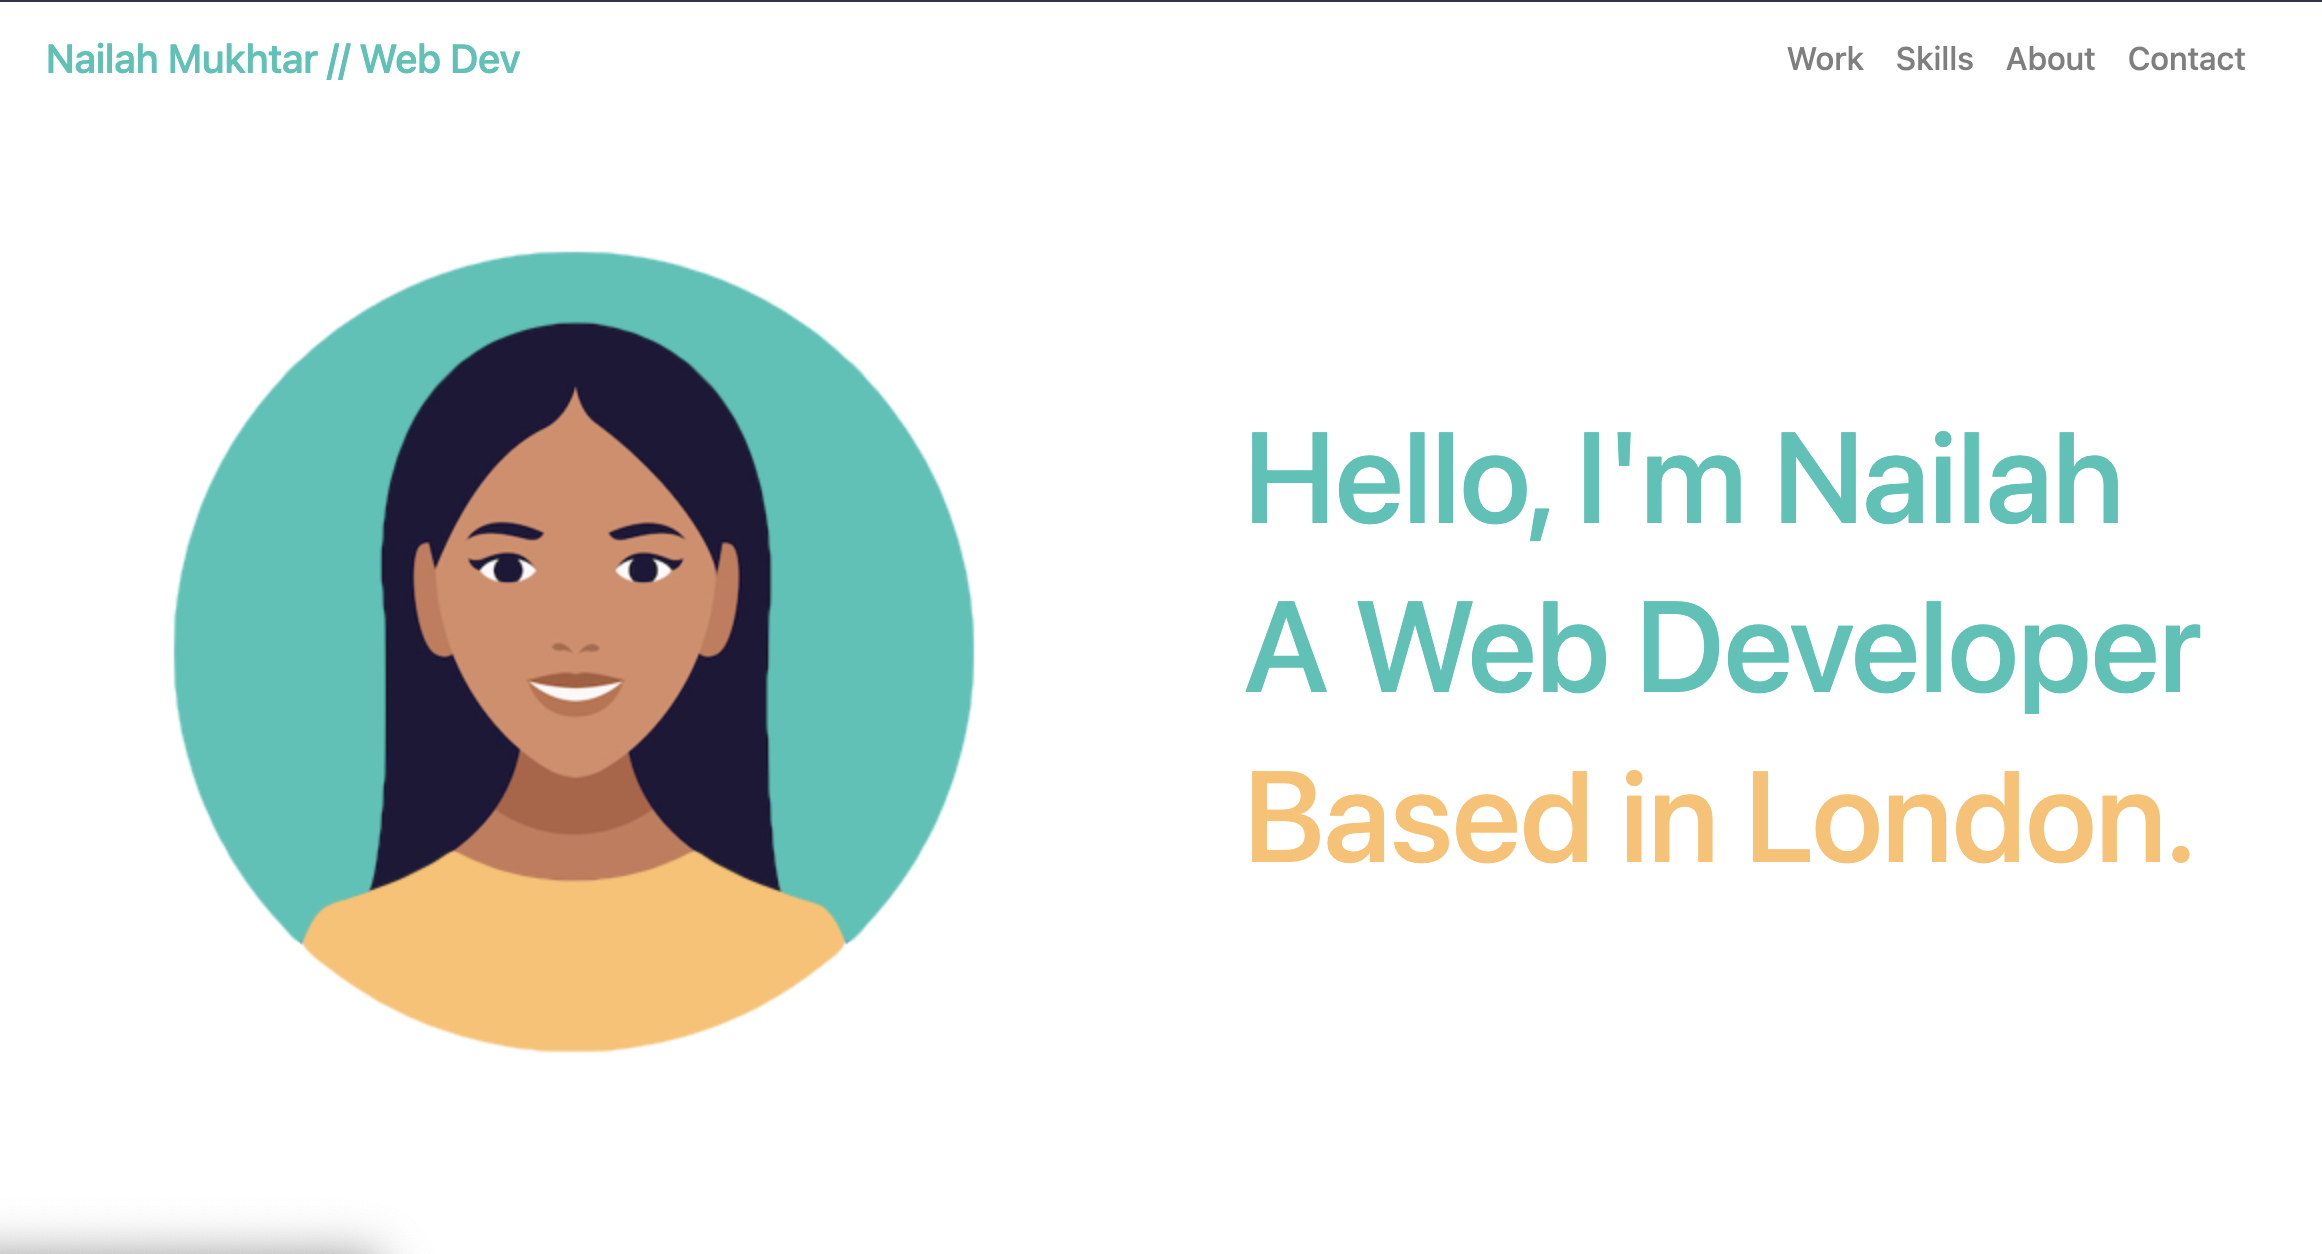 Nailah Mukhtar // Web Dev
Work Skills About Contact
Hello, I'm Nailah
A Web Developer
Based in London.